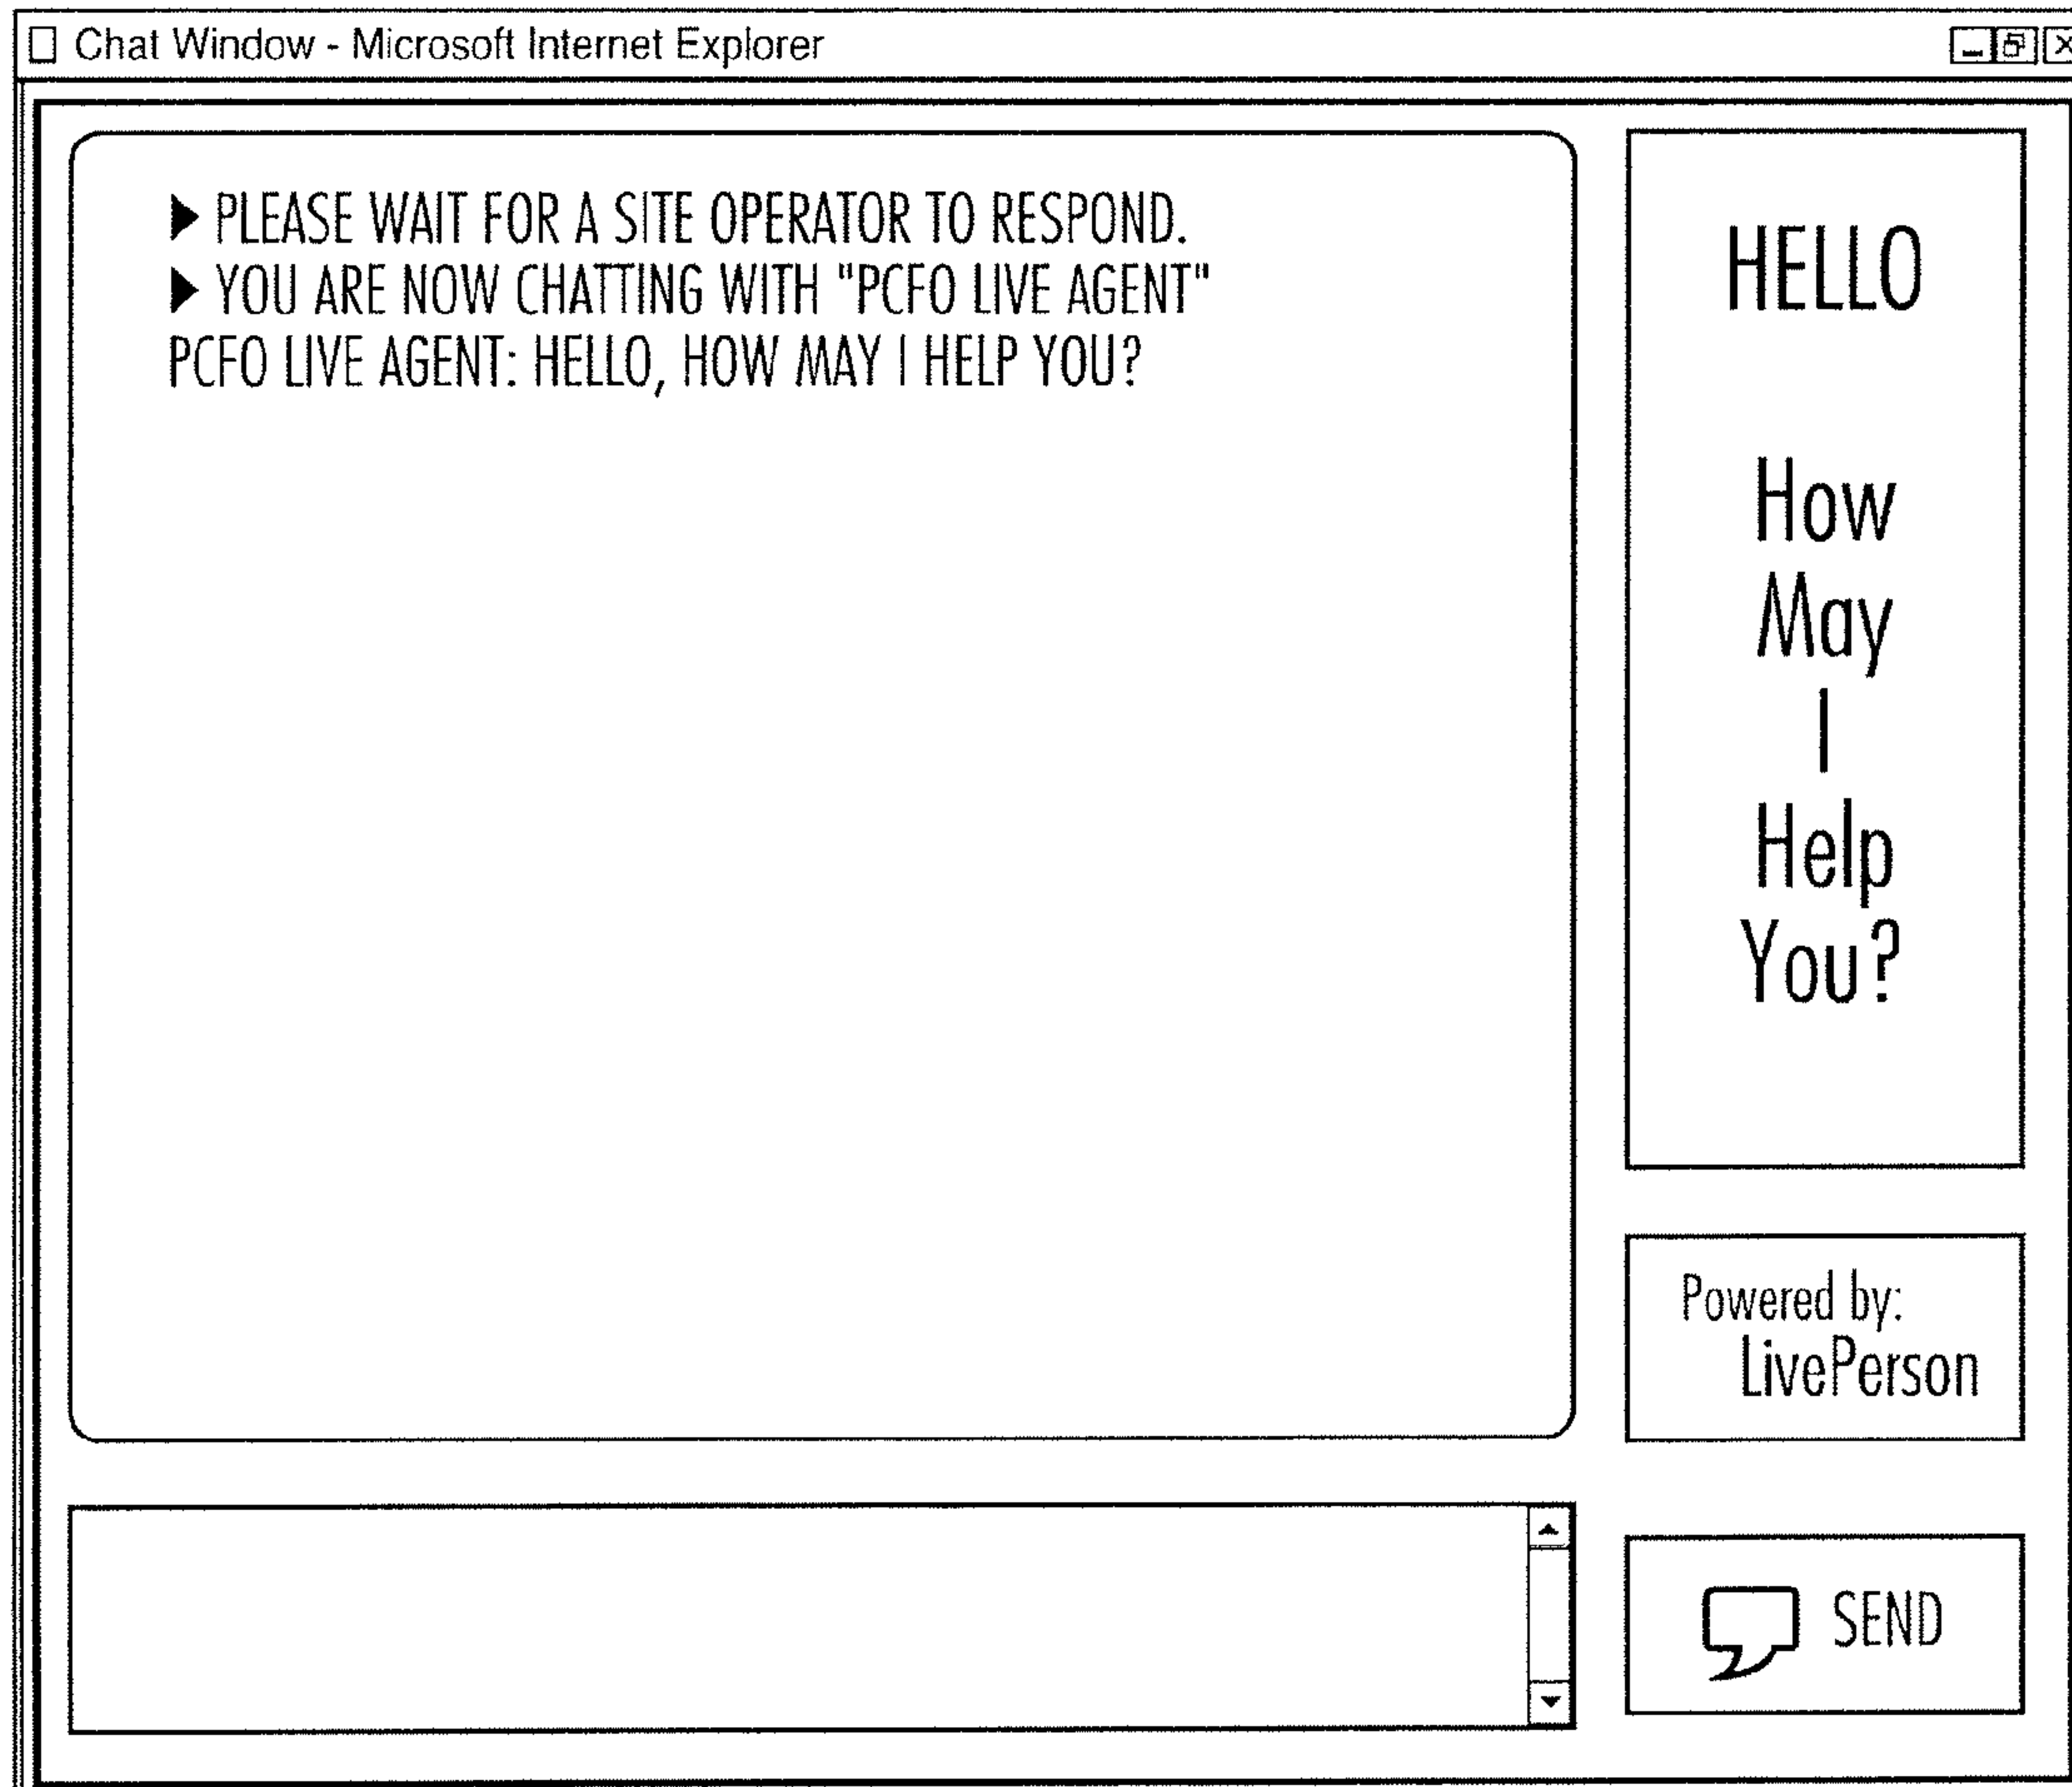 Chat Window - Microsoft Internet Explorer
▶ PLEASE WAIT FOR A SITE OPERATOR TO RESPOND.
▶ YOU ARE NOW CHATTING WITH "PCFO LIVE AGENT"
PCFO LIVE AGENT: HELLO, HOW MAY I HELP YOU?
HELLO
How
May
I
Help
You?
Powered by:
LivePerson
SEND